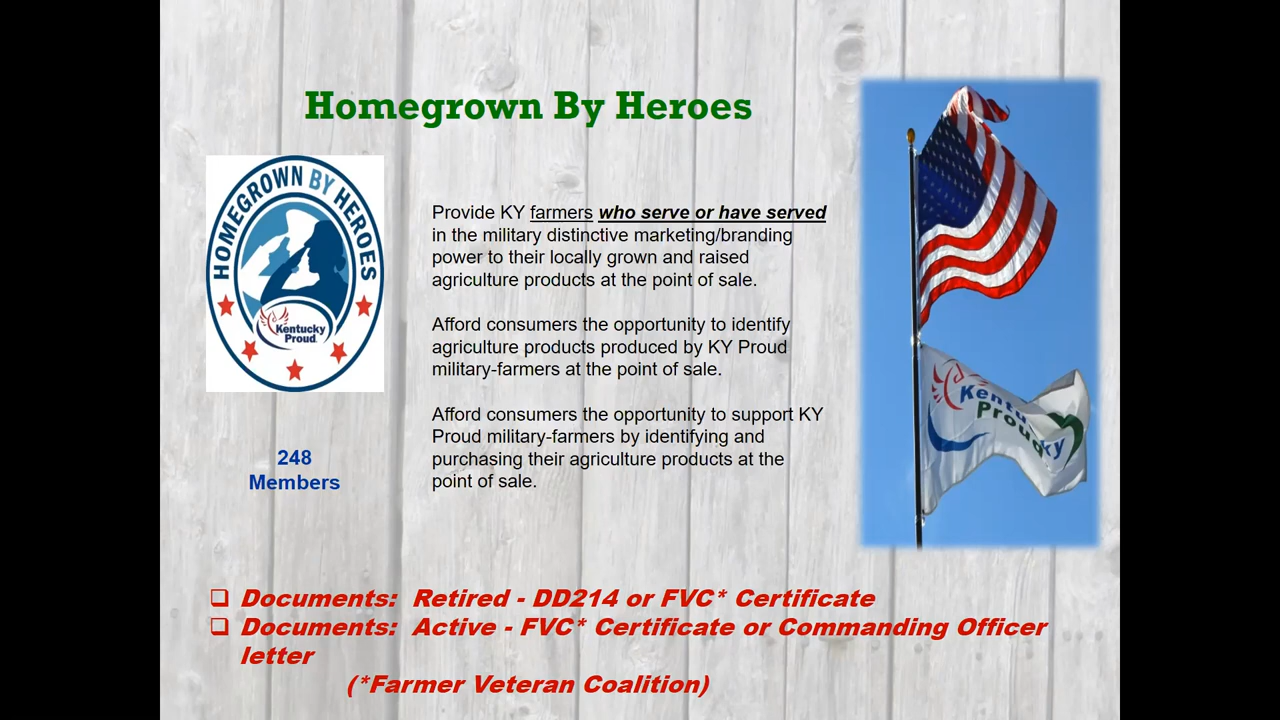 Homegrown By Heroes
HOMEGROWN BY HEROES
Kentucky
Proud
248
Members
Provide KY farmers who serve or have served
in the military distinctive marketing/branding
power to their locally grown and raised
agriculture products at the point of sale.
Afford consumers the opportunity to identify
agriculture products produced by KY Proud
military-farmers at the point of sale.
Afford consumers the opportunity to support KY
Proud military-farmers by identifying and
purchasing their agriculture products at the
point of sale.
Kentu ky
Proud
❑ Documents: Retired - DD214 or FVC* Certificate
❑ Documents: Active - FVC* Certificate or Commanding Officer
letter
(*Farmer Veteran Coalition)